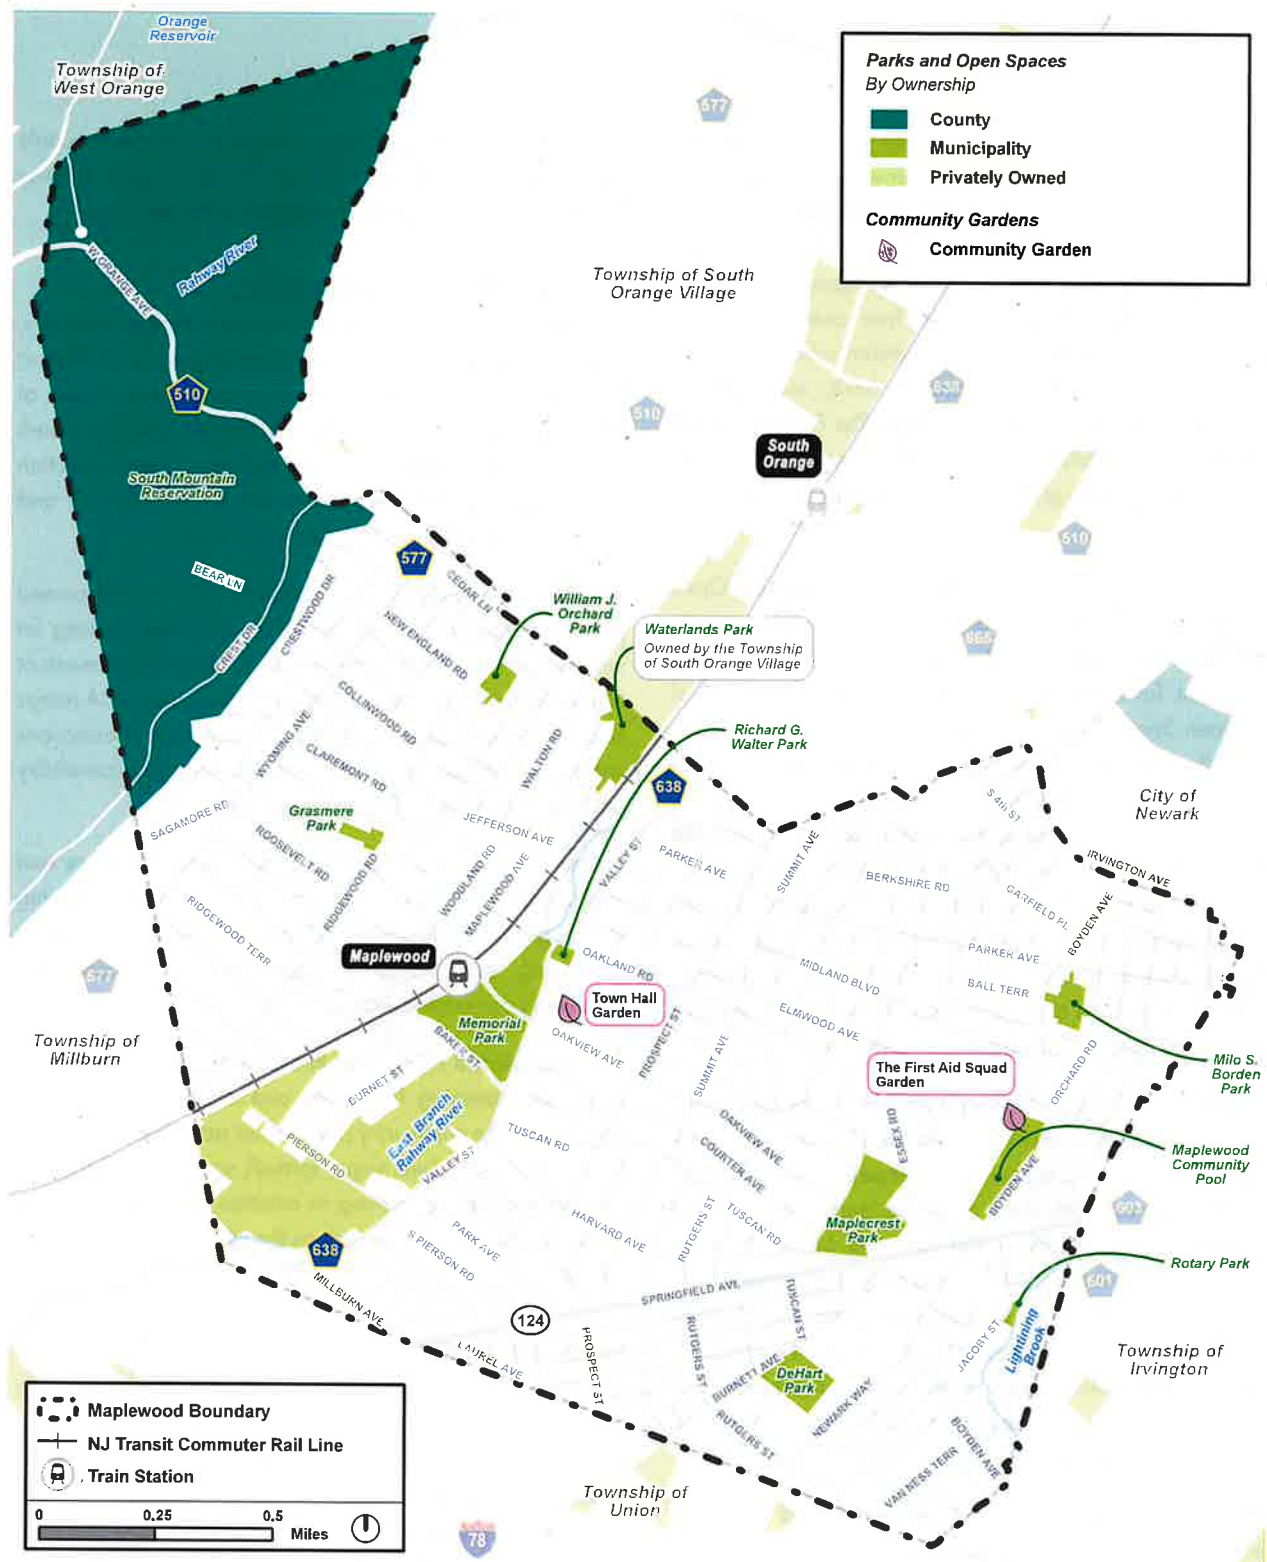 Orange
Reservoir
Township of
West Orange
577
Parks and Open Spaces
By Ownership
County
Municipality
Privately Owned
Community Gardens
Community Garden
W ORANGE AVE
Rahway River
Township of South
Orange Village
510
638
510
South
Orange
South Mountain
Reservation
510
577
BEAR LN
CEDAR LN
CRESTWOOD DR
William J.
Orchard
Park
NEW ENGLAND RD
Waterlands Park
Owned by the Township
of South Orange Village
665
CREST DR
COLLINWOOD RD
Richard G.
Walter Park
WYOMING AVE
CLAREMONT RD
WALTON RD
638
City of
Newark
S 4th ST
SAGAMORE RD
Grasmere
Park
JEFFERSON AVE
ROOSEVELT RD
RIDGEWOOD RD
WOODLAND RD
MAPLEWOOD AVE
VALLEY ST
PARKER AVE
SUMMIT AVE
BERKSHIRE RD
IRVINGTON AVE
GARFIELD PL
BOYDEN AVE
RIDGEWOOD TERR
Maplewood
OAKLAND RD
PARKER AVE
MIDLAND BLVD
BALL TERR
577
Town Hall
Garden
Memorial
Park
ELMWOOD AVE
Township of
Millburn
BAKER ST
OAKVIEW AVE
PROSPECT ST
SUMMIT AVE
The First Aid Squad
Garden
ORCHARD RD
Milo S.
Borden
Park
BURNET ST
East Branch
Rahway River
PIERSON RD
VALLEY ST
TUSCAN RD
OAKVIEW AVE
COURTER AVE
ESSEX RD
Maplewood
Community
Pool
BOYDEN AVE
603
638
S PIERSON RD
PARK AVE
HARVARD AVE
RUTGERS ST
TUSCAN RD
Maplecrest
Park
Rotary Park
601
MILLBURN AVE
SPRINGFIELD AVE
TUSCAN ST
124
LAUREL AVE
PROSPECT ST
RUTGERS ST
BURNETT AVE
DeHart
Park
JACOBY ST
Lightining
Brook
Township of
Irvington
NEWARK WAY
RUTGERS ST
BOYDEN AVE
VAN NESS TERR
Maplewood Boundary
NJ Transit Commuter Rail Line
Train Station
0 0.25 0.5
Miles
Township of
Union
78